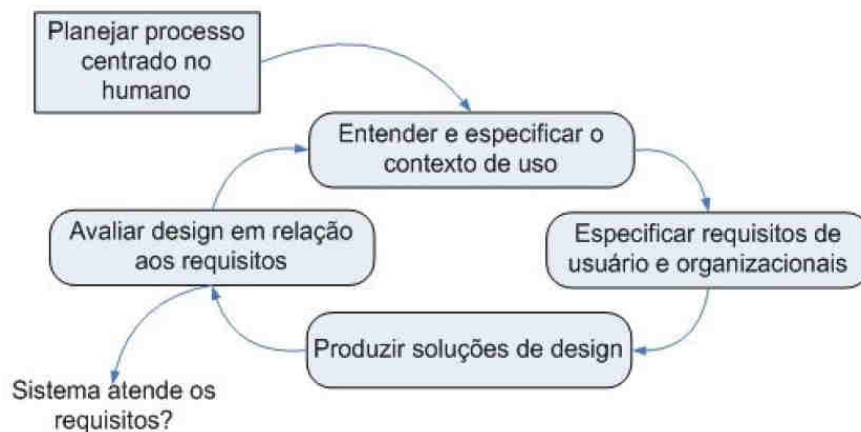 Planejar processo
centrado no
humano
Entender e especificar o
contexto de uso
Avaliar design em relação
aos requisitos
Especificar requisitos de
usuário e organizacionais
Produzir soluções de design
Sistema atende os
requisitos?